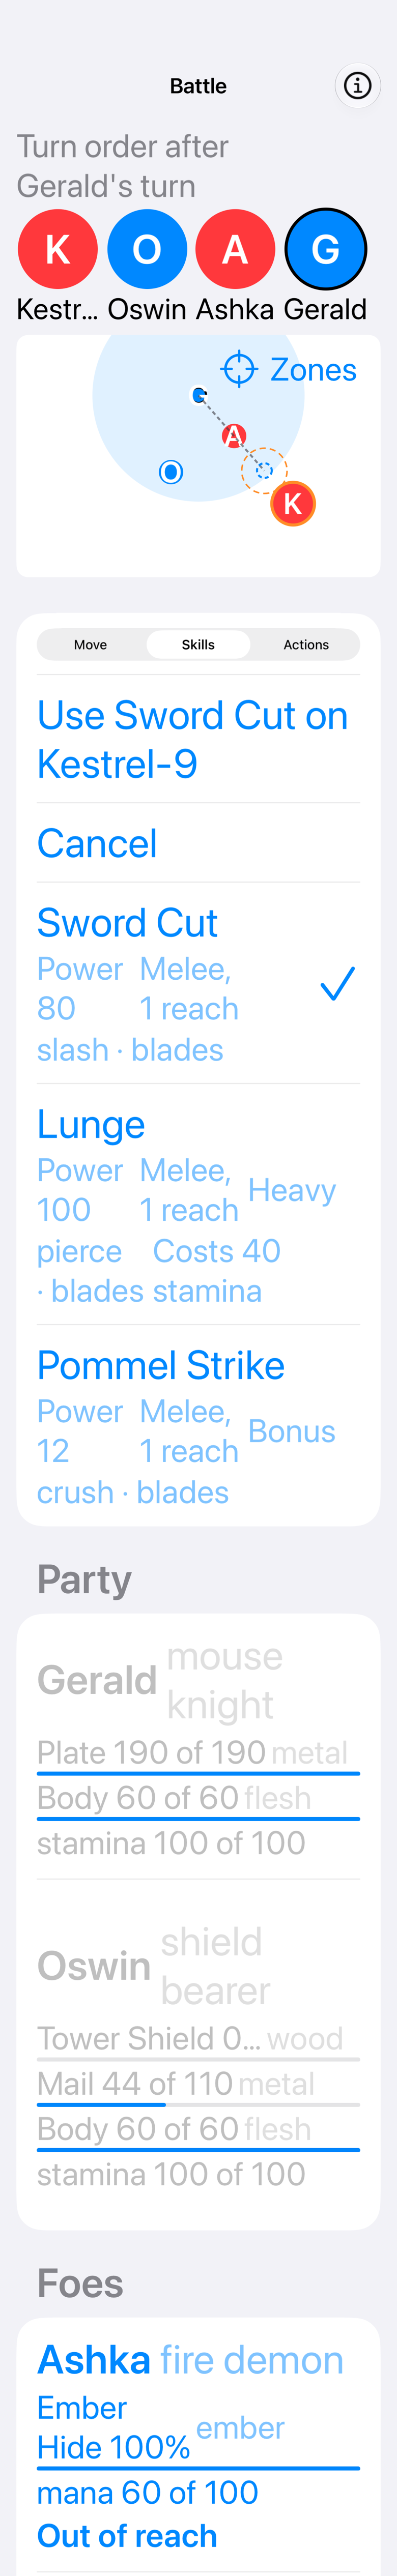 Battle
Turn order after
Gerald's turn
K O A G
Kestr... Oswin Ashka Gerald
Zones
G
A
O
K
Move Skills Actions
Use Sword Cut on
Kestrel-9
Cancel
Sword Cut
Power Melee,
80 1 reach
slash · blades
Lunge
Power Melee,
100 1 reach Heavy
pierce Costs 40
· blades stamina
Pommel Strike
Power Melee,
12 1 reach Bonus
crush · blades
Party
Gerald mouse
knight
Plate 190 of 190 metal
Body 60 of 60 flesh
stamina 100 of 100
Oswin shield
bearer
Tower Shield 0... wood
Mail 44 of 110 metal
Body 60 of 60 flesh
stamina 100 of 100
Foes
Ashka fire demon
Ember
Hide 100% ember
mana 60 of 100
Out of reach